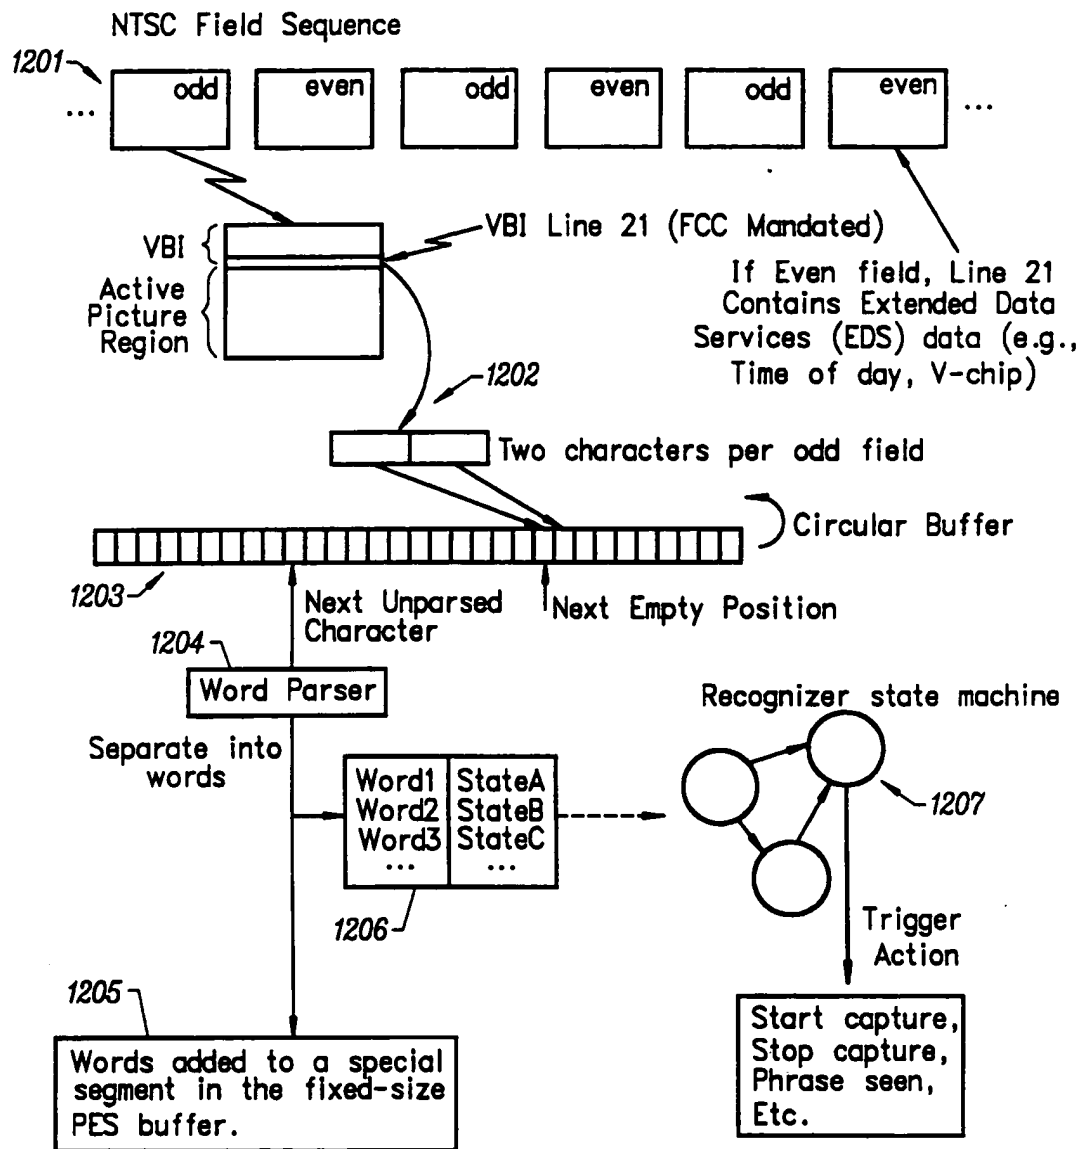 NTSC Field Sequence
1201
... odd even odd even odd even ...
VBI
VBI Line 21 (FCC Mandated)
Active
Picture
Region
If Even field, Line 21
Contains Extended Data
Services (EDS) data (e.g.,
Time of day, V-chip)
1202
Two characters per odd field
Circular Buffer
1203
Next Unparsed
Character
Next Empty Position
1204
Word Parser
Recognizer state machine
Separate into
words
Word1 StateA
Word2 StateB
Word3 StateC
... ...
1206
1207
Trigger
Action
1205
Words added to a special
segment in the fixed-size
PES buffer.
Start capture,
Stop capture,
Phrase seen,
Etc.